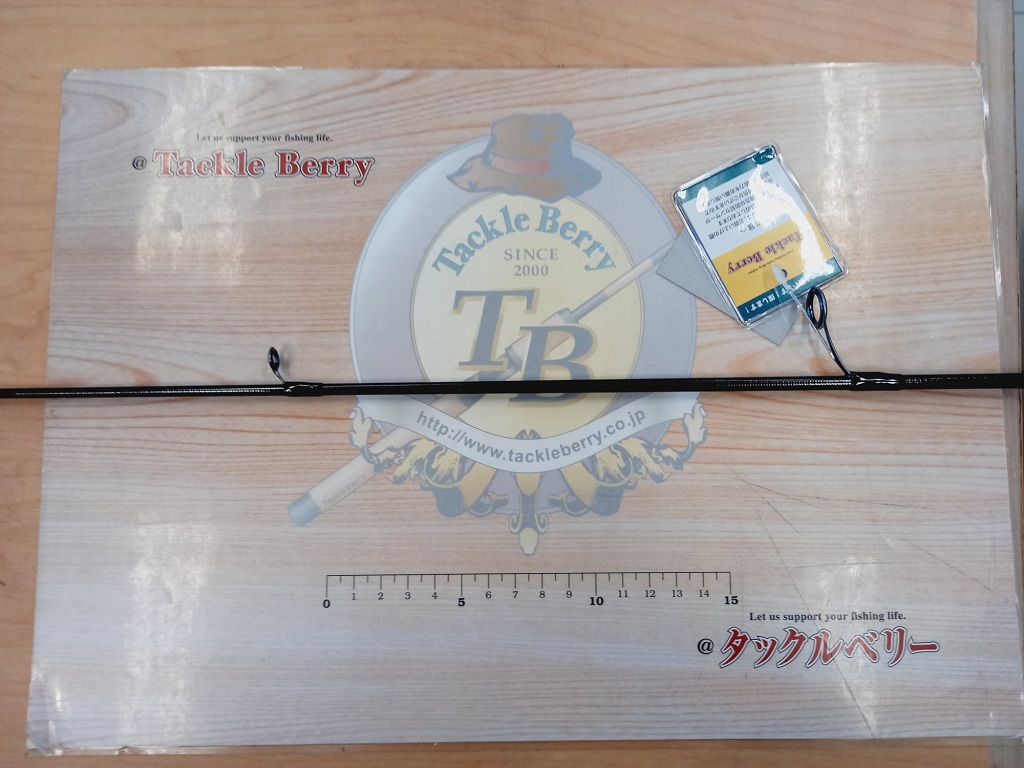 Let us support your fishing life.
@ Tackle Berry
Tackle Berry
SINCE
2000
TB
http://www.tackleberry.co.jp
Tackle Berry
0 1 2 3 4 5 6 7 8 9 10 11 12 13 14 15
Let us support your fishing life.
@ タックルベリー